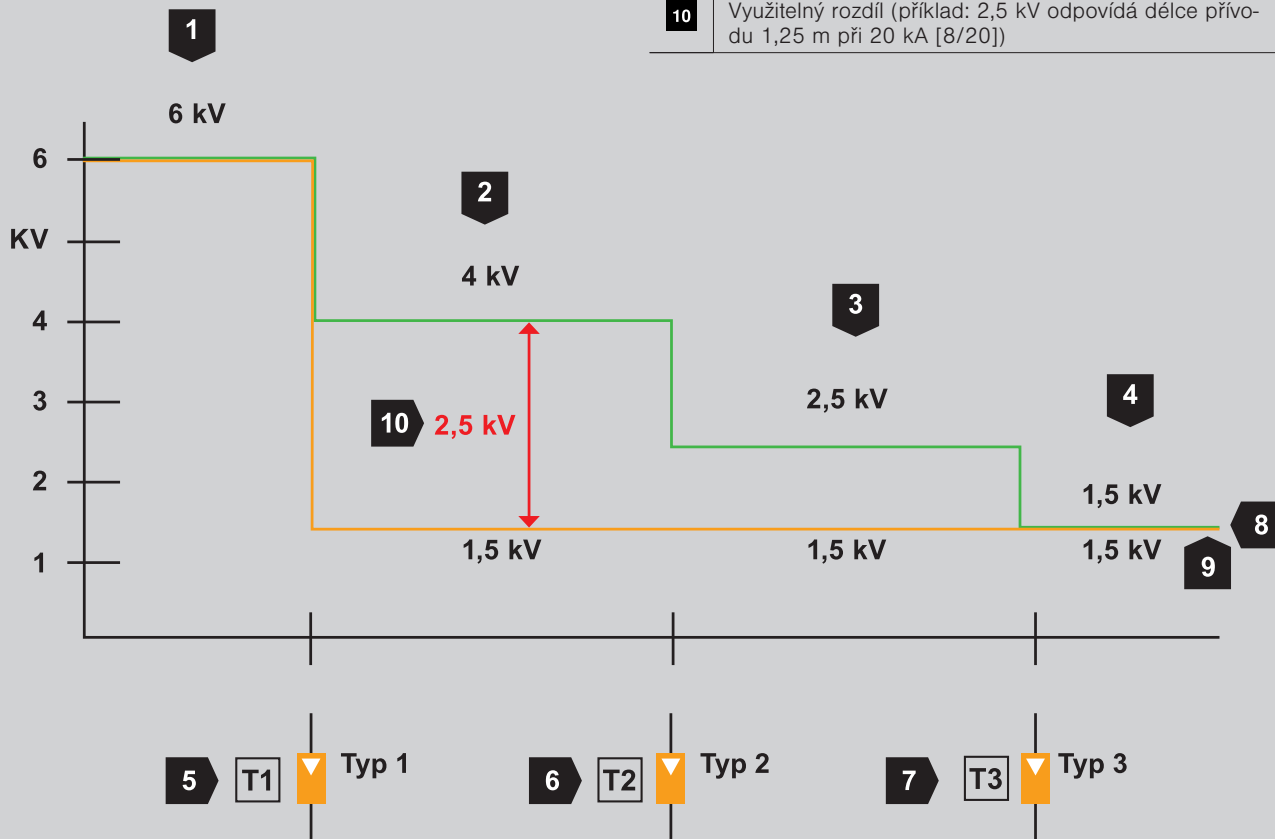 10 Využitelný rozdíl (příklad: 2,5 kV odpovídá délce přívo-
du 1,25 m při 20 kA [8/20])
1
6 kV
6
2
KV
4 kV
3
4
4
3
2,5 kV
10 2,5 kV
2
1,5 kV
8
1,5 kV
1,5 kV
1,5 kV
1
9
5 T1 Typ 1
6 T2 Typ 2
7 T3 Typ 3